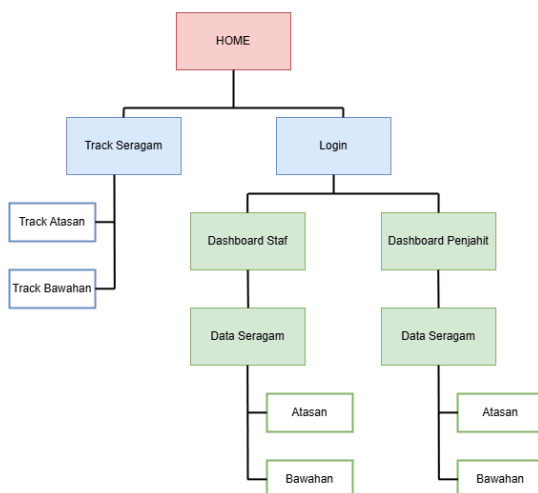 HOME
Track Seragam
Login
Track Atasan
Track Bawahan
Dashboard Staf
Dashboard Penjahit
Data Seragam
Data Seragam
Atasan
Atasan
Bawahan
Bawahan